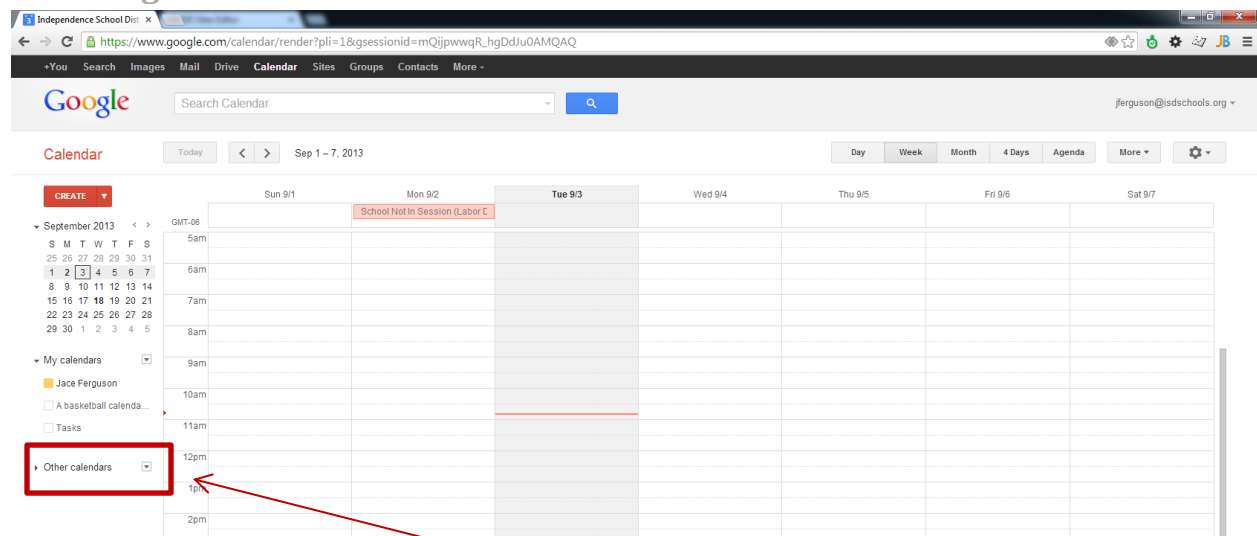 Independence School Dist ×
https://www.google.com/calendar/render?pli=1&gsessionid=mQijpwwqR_hgDdJu0AMQAQ
JB
+You Search Images Mail Drive Calendar Sites Groups Contacts More
Google Search Calendar jferguson@isdschools.org
Calendar Today Sep 1 – 7, 2013 Day Week Month 4 Days Agenda More
CREATE
Sun 9/1 Mon 9/2 Tue 9/3 Wed 9/4 Thu 9/5 Fri 9/6 Sat 9/7
School Not In Session (Labor D
September 2013 GMT-06
S M T W T F S
25 26 27 28 29 30 31
1 2 3 4 5 6 7
8 9 10 11 12 13 14
15 16 17 18 19 20 21
22 23 24 25 26 27 28
29 30 1 2 3 4 5
5am
6am
7am
8am
9am
10am
11am
12pm
1pm
2pm
My calendars
Jace Ferguson
A basketball calenda...
Tasks
Other calendars